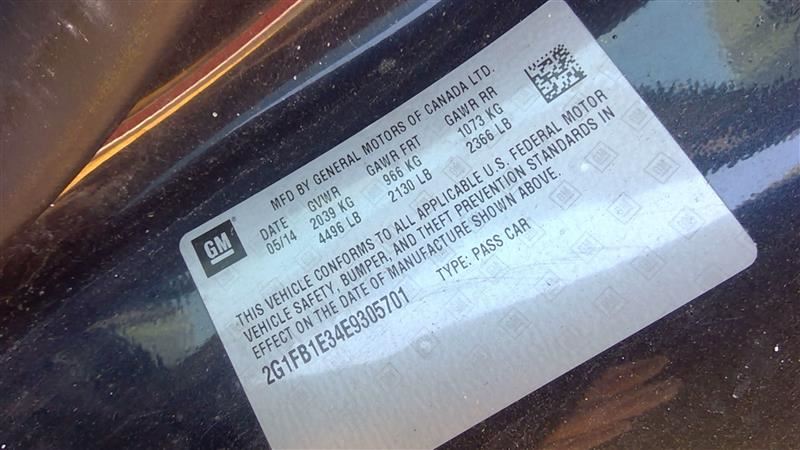 GM
MFD BY GENERAL MOTORS OF CANADA LTD.
DATE GVWR GAWR FRT GAWR RR
05/14 2039 KG 966 KG 1073 KG
4496 LB 2130 LB 2366 LB
THIS VEHICLE CONFORMS TO ALL APPLICABLE U.S. FEDERAL MOTOR
VEHICLE SAFETY, BUMPER, AND THEFT PREVENTION STANDARDS IN
EFFECT ON THE DATE OF MANUFACTURE SHOWN ABOVE.
2G1FB1E34E9305701 TYPE: PASS CAR